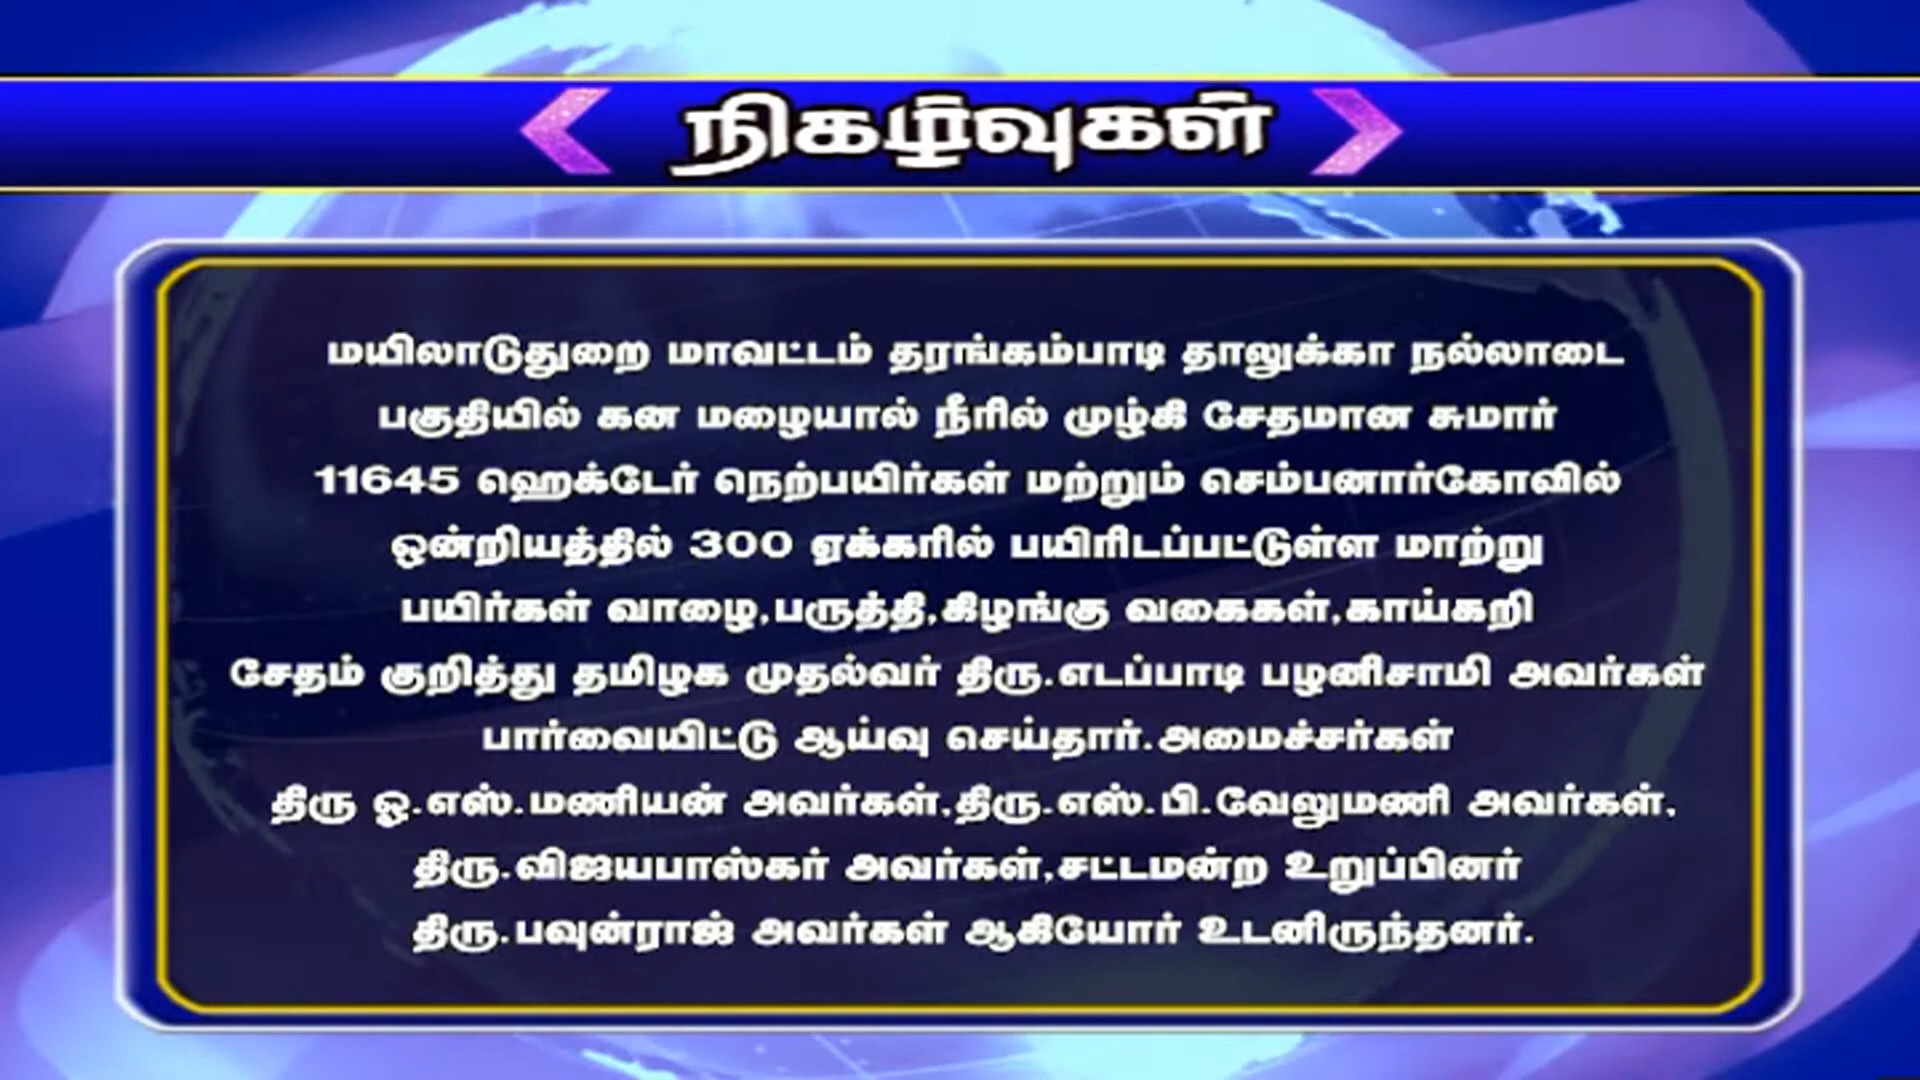 நிகழ்வுகள்
மயிலாடுதுறை மாவட்டம் தரங்கம்பாடி தாலுக்கா நல்லாடை
பகுதியில் கன மழையால் நீரில் முழ்கி சேதமான சுமார்
11645 ஹெக்டேர் நெற்பயிர்கள் மற்றும் செம்பனார்கோவில்
ஒன்றியத்தில் 300 ஏக்கரில் பயிரிடப்பட்டுள்ள மாற்று
பயிர்கள் வாழை,பருத்தி,கிழங்கு வகைகள்,காய்கறி
சேதம் குறித்து தமிழக முதல்வர் திரு.எடப்பாடி பழனிசாமி அவர்கள்
பார்வையிட்டு ஆய்வு செய்தார்.அமைச்சர்கள்
திரு ஓ.எஸ்.மணியன் அவர்கள்,திரு.எஸ்.பி.வேலுமணி அவர்கள்,
திரு.விஜயபாஸ்கர் அவர்கள்,சட்டமன்ற உறுப்பினர்
திரு.பவுன்ராஜ் அவர்கள் ஆகியோர் உடனிருந்தனர்.